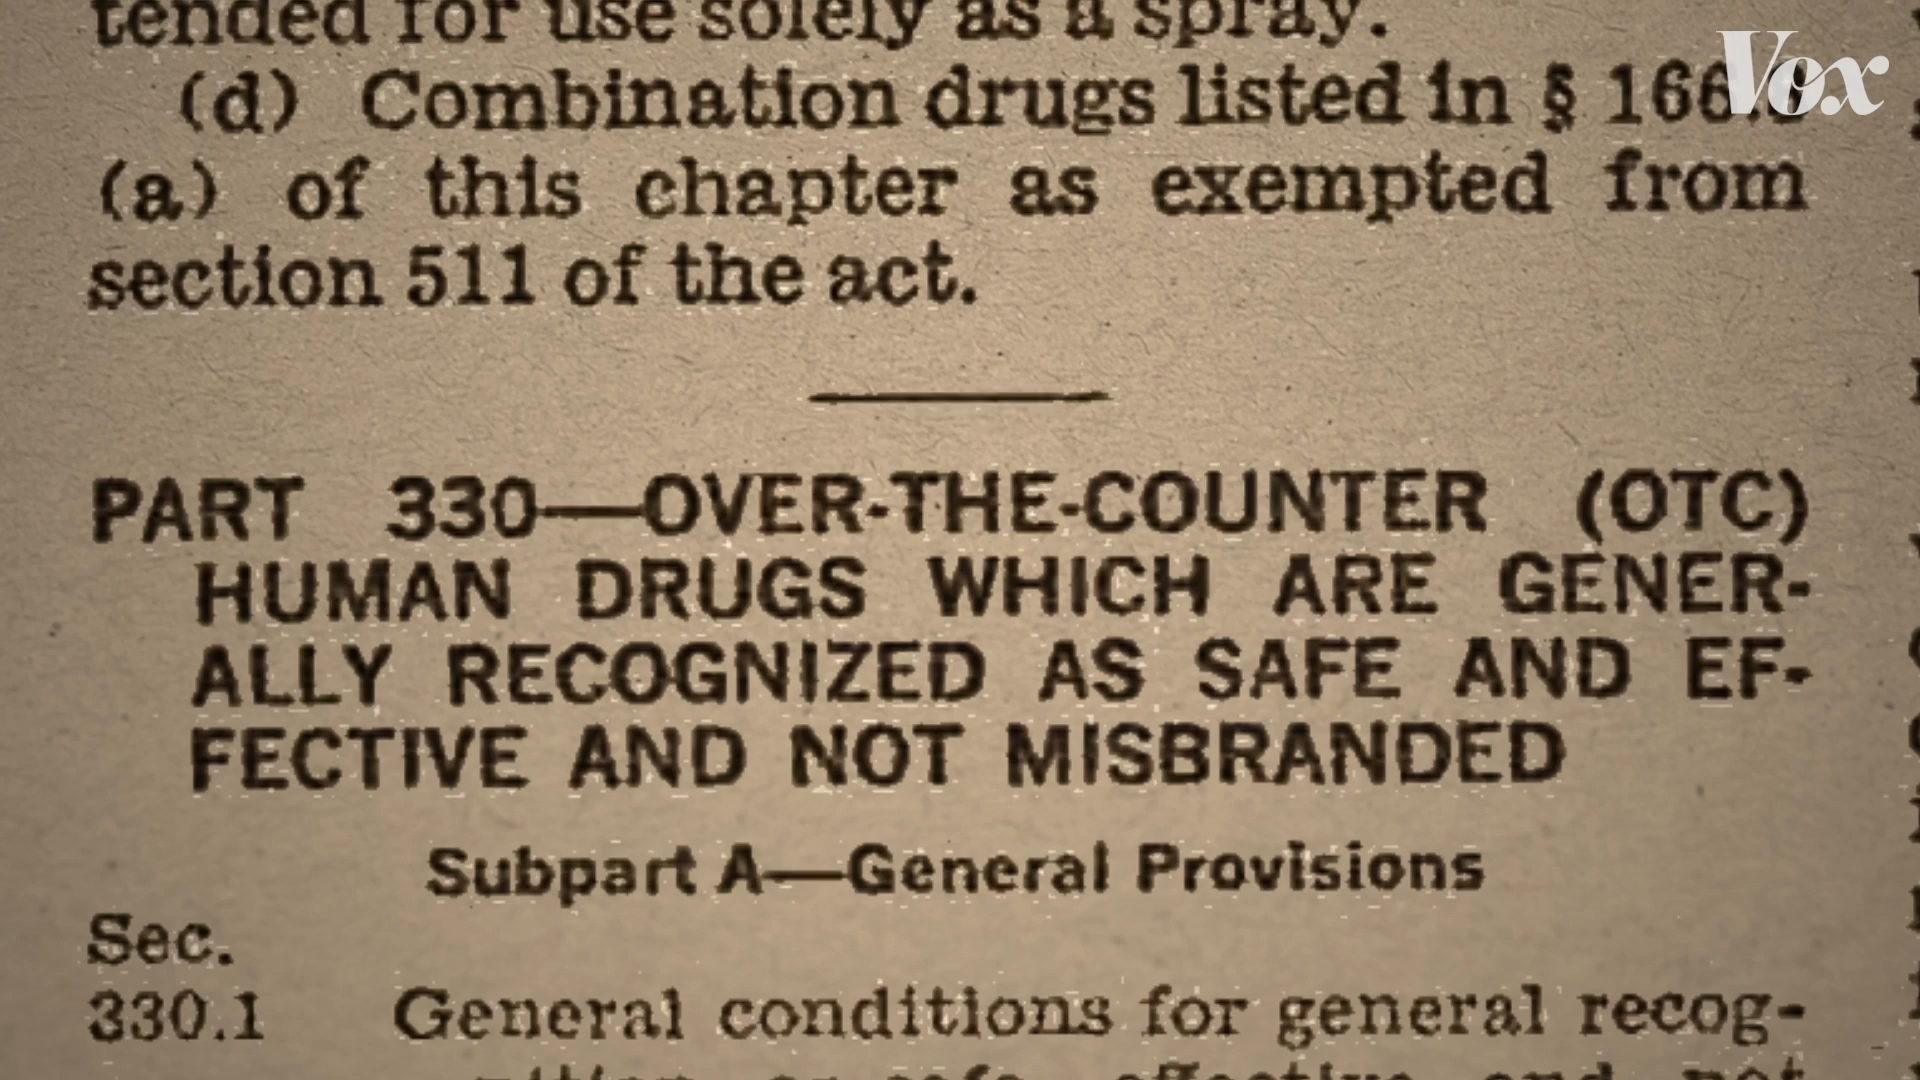 tended for use solely as a spray.
Vox
(d) Combination drugs listed in §
(a) of this chapter as exempted from
section 511 of the act.
PART 330—OVER-THE-COUNTER (OTC)
HUMAN DRUGS WHICH ARE GENER-
ALLY RECOGNIZED AS SAFE AND EF-
FECTIVE AND NOT MISBRANDED
Subpart A—General Provisions
Sec.
330.1 General conditions for general recog-